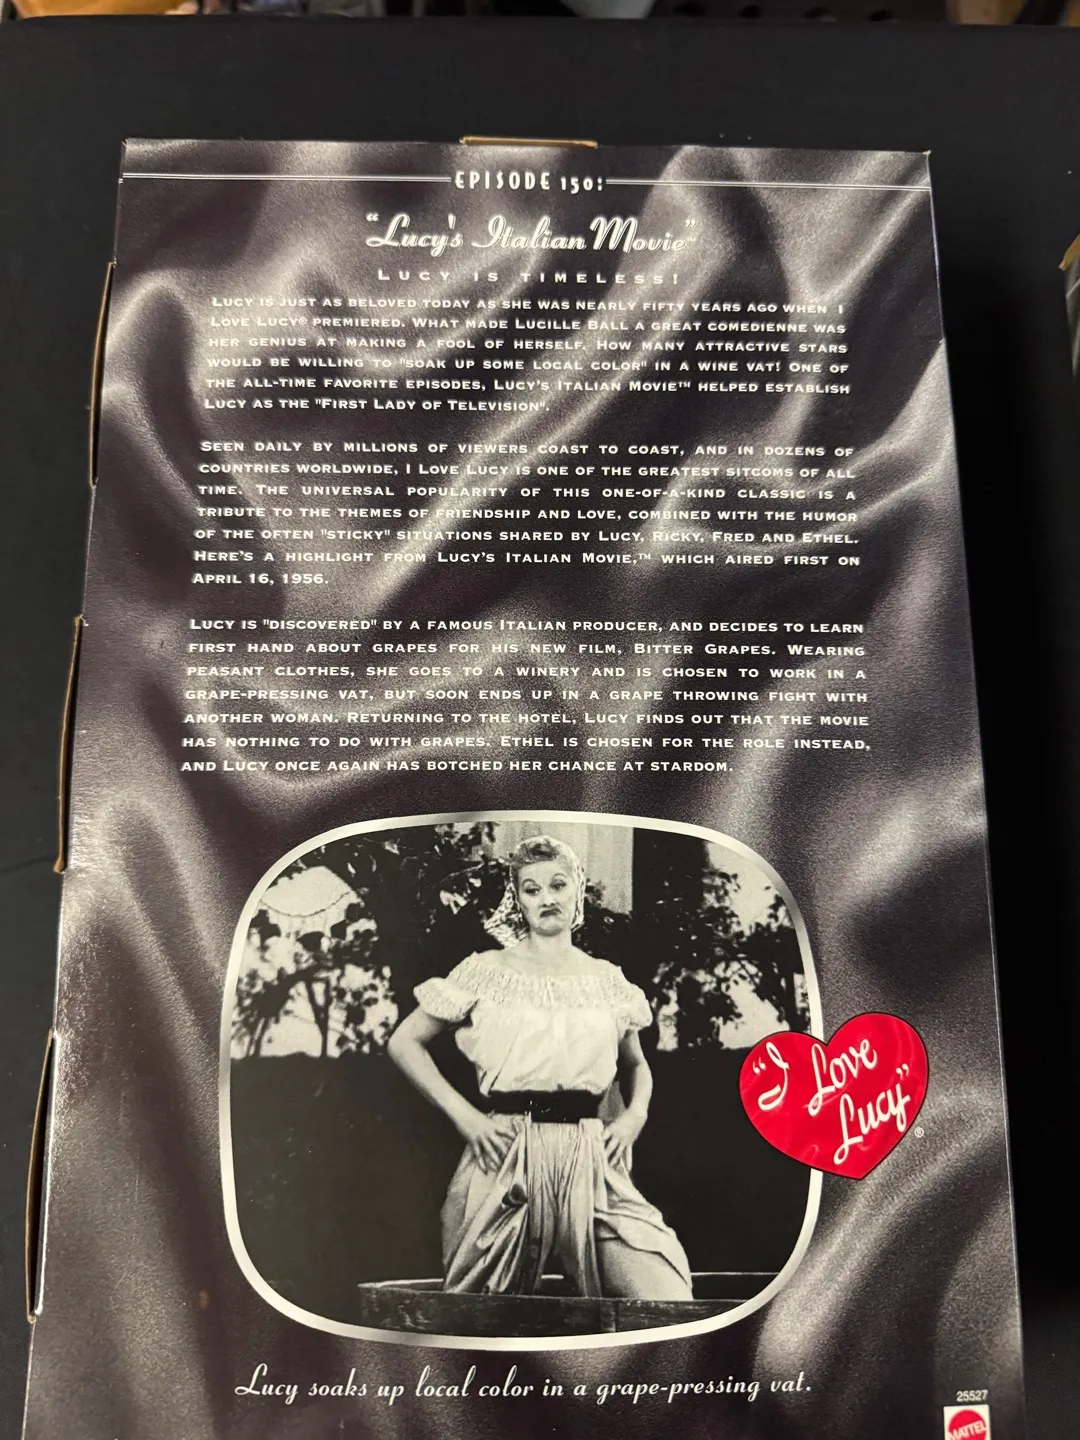 EPISODE 150:
"Lucy's Italian Movie"
LUCY IS TIMELESS!
LUCY IS JUST AS BELOVED TODAY AS SHE WAS NEARLY FIFTY YEARS AGO WHEN I
LOVE LUCY® PREMIERED. WHAT MADE LUCILLE BALL A GREAT COMEDIENNE WAS
HER GENIUS AT MAKING A FOOL OF HERSELF. HOW MANY ATTRACTIVE STARS
WOULD BE WILLING TO "SOAK UP SOME LOCAL COLOR" IN A WINE VAT! ONE OF
THE ALL-TIME FAVORITE EPISODES, LUCY'S ITALIAN MOVIE™ HELPED ESTABLISH
LUCY AS THE "FIRST LADY OF TELEVISION".
SEEN DAILY BY MILLIONS OF VIEWERS COAST TO COAST, AND IN DOZENS OF
COUNTRIES WORLDWIDE, I LOVE LUCY IS ONE OF THE GREATEST SITCOMS OF ALL
TIME. THE UNIVERSAL POPULARITY OF THIS ONE-OF-A-KIND CLASSIC IS A
TRIBUTE TO THE THEMES OF FRIENDSHIP AND LOVE, COMBINED WITH THE HUMOR
OF THE OFTEN "STICKY" SITUATIONS SHARED BY LUCY, RICKY, FRED AND ETHEL.
HERE'S A HIGHLIGHT FROM LUCY'S ITALIAN MOVIE,™ WHICH AIRED FIRST ON
APRIL 16, 1956.
LUCY IS "DISCOVERED" BY A FAMOUS ITALIAN PRODUCER, AND DECIDES TO LEARN
FIRST HAND ABOUT GRAPES FOR HIS NEW FILM, BITTER GRAPES. WEARING
PEASANT CLOTHES, SHE GOES TO A WINERY AND IS CHOSEN TO WORK IN A
GRAPE-PRESSING VAT, BUT SOON ENDS UP IN A GRAPE THROWING FIGHT WITH
ANOTHER WOMAN. RETURNING TO THE HOTEL, LUCY FINDS OUT THAT THE MOVIE
HAS NOTHING TO DO WITH GRAPES. ETHEL IS CHOSEN FOR THE ROLE INSTEAD,
AND LUCY ONCE AGAIN HAS BOTCHED HER CHANCE AT STARDOM.
"I Love
Lucy"®
Lucy soaks up local color in a grape-pressing vat.
25527
MATTEL